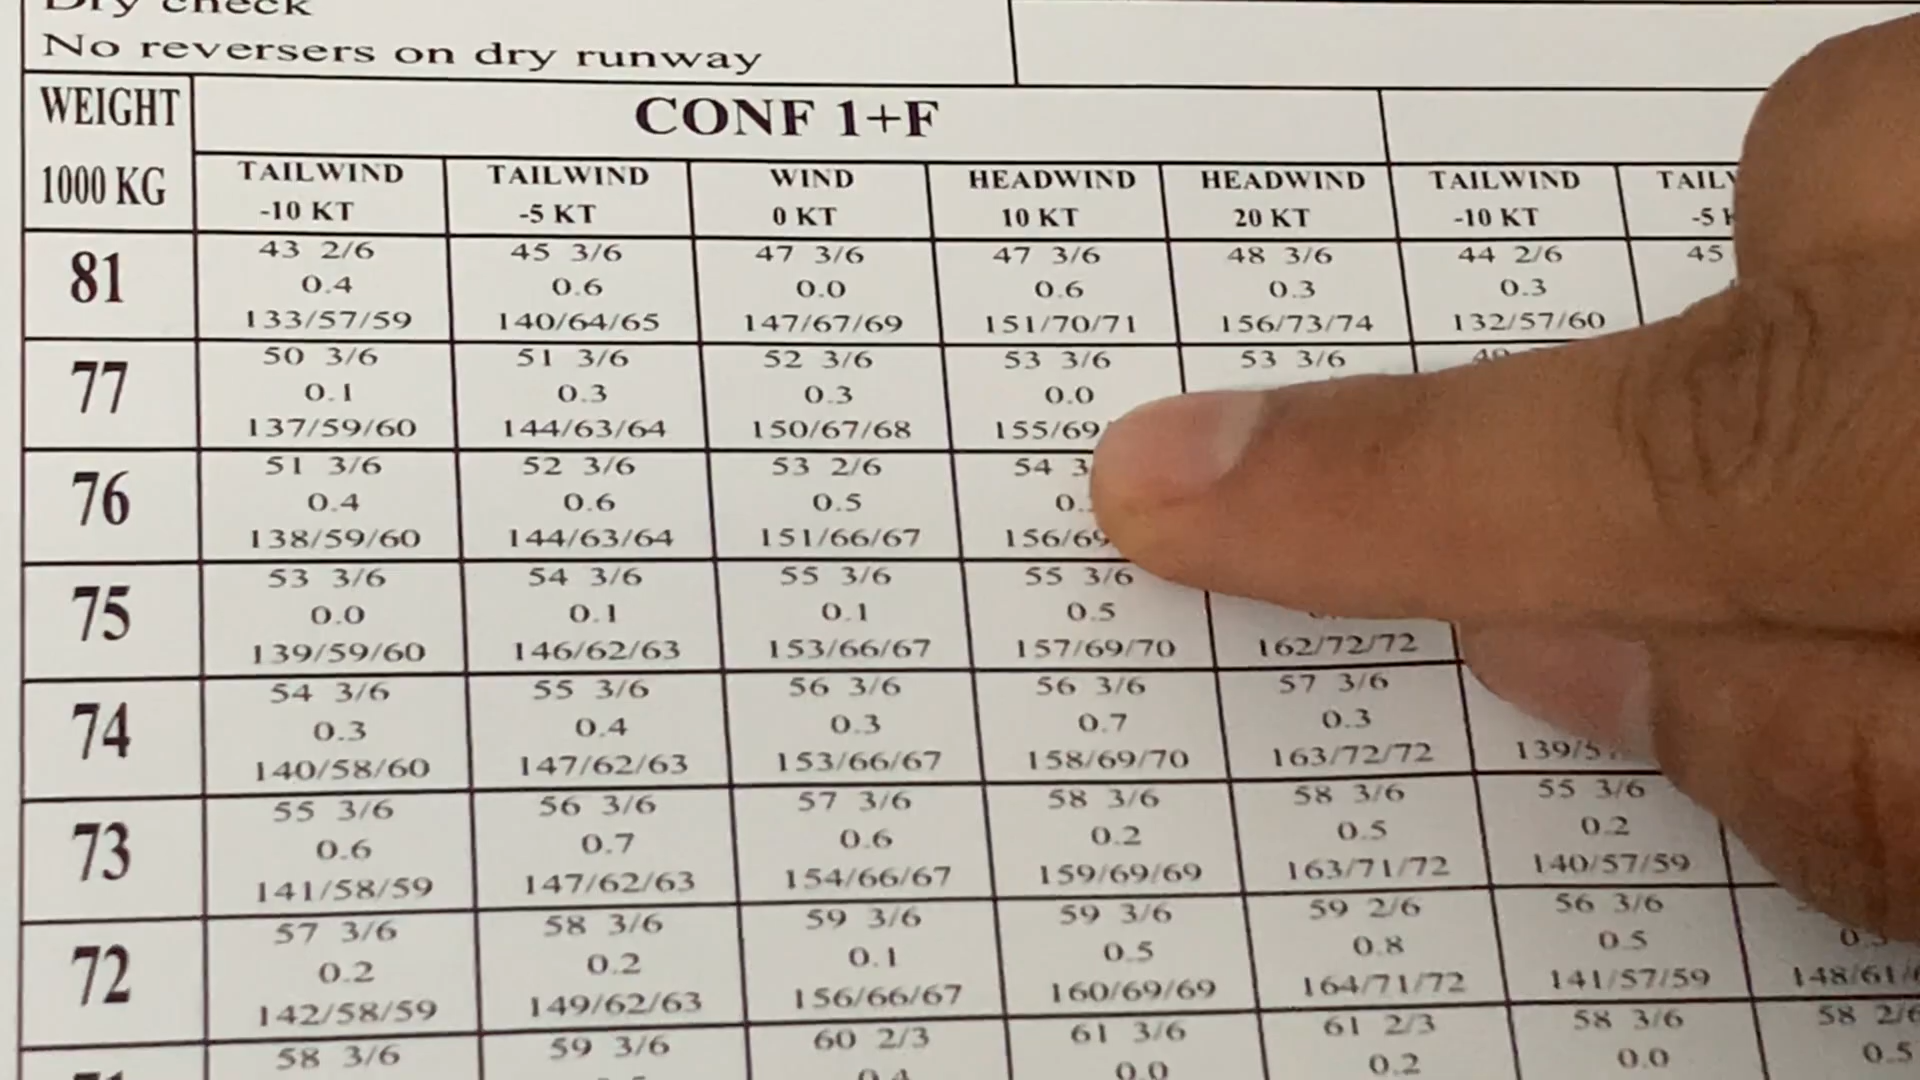 Dry check
No reversers on dry runway
WEIGHT
1000 KG
CONF 1+F
TAILWIND TAILWIND WIND HEADWIND HEADWIND TAILWIND
-10 KT -5 KT 0 KT 10 KT 20 KT -10 KT -5
81
43 2/6 45 3/6 47 3/6 47 3/6 48 3/6 44 2/6 45
0.4 0.6 0.0 0.6 0.3 0.3
133/57/59 140/64/65 147/67/69 151/70/71 156/73/74 132/57/60
77
50 3/6 51 3/6 52 3/6 53 3/6 53 3/6
0.1 0.3 0.3 0.0
137/59/60 144/63/64 150/67/68 155/69/
76
51 3/6 52 3/6 53 2/6 54
0.4 0.6 0.5
138/59/60 144/63/64 151/66/67 156/69
75
53 3/6 54 3/6 55 3/6 55 3/6
0.0 0.1 0.1 0.5
139/59/60 146/62/63 153/66/67 157/69/70 162/72/72
74
54 3/6 55 3/6 56 3/6 56 3/6 57 3/6
0.3 0.4 0.3 0.7 0.3
140/58/60 147/62/63 153/66/67 158/69/70 163/72/72
73
55 3/6 56 3/6 57 3/6 58 3/6 58 3/6 55 3/6
0.6 0.7 0.6 0.2 0.5 0.2
141/58/59 147/62/63 154/66/67 159/69/69 163/71/72 140/57/59
72
57 3/6 58 3/6 59 3/6 59 3/6 59 2/6 56 3/6
0.2 0.2 0.1 0.5 0.8 0.5
142/58/59 149/62/63 156/66/67 160/69/69 164/71/72 141/57/59 148/61/
58 3/6 59 3/6 60 2/3 61 3/6 61 2/3 58 3/6 58 2/6
0.0 0.2 0.0 0.5